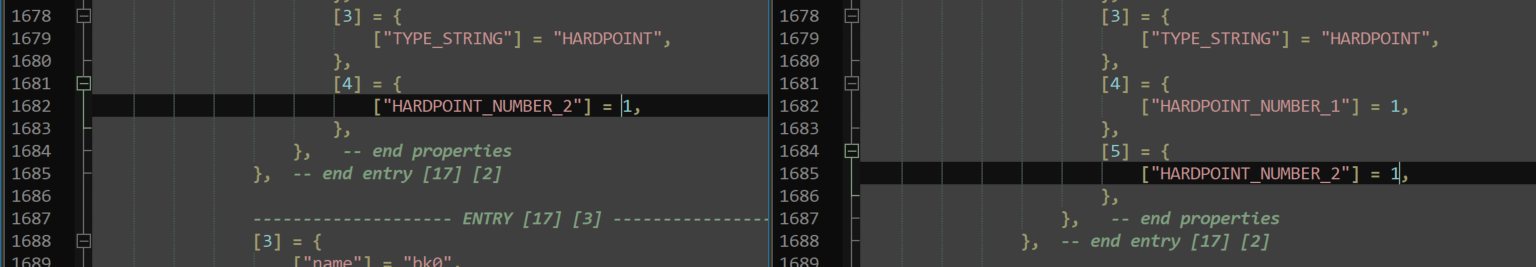 1678 [3] = {
1679 ["TYPE_STRING"] = "HARDPOINT",
1680 },
1681 [4] = {
1682 ["HARDPOINT_NUMBER_2"] = 1,
1683 },
1684 }, -- end properties
1685 }, -- end entry [17] [2]
1686
1687 -------------------- ENTRY [17] [3] ----------------
1688 [3] = {
1689 ["name"] = "bk0",
1678 [3] = {
1679 ["TYPE_STRING"] = "HARDPOINT",
1680 },
1681 [4] = {
1682 ["HARDPOINT_NUMBER_1"] = 1,
1683 },
1684 [5] = {
1685 ["HARDPOINT_NUMBER_2"] = 1,
1686 },
1687 }, -- end properties
1688 }, -- end entry [17] [2]
1689